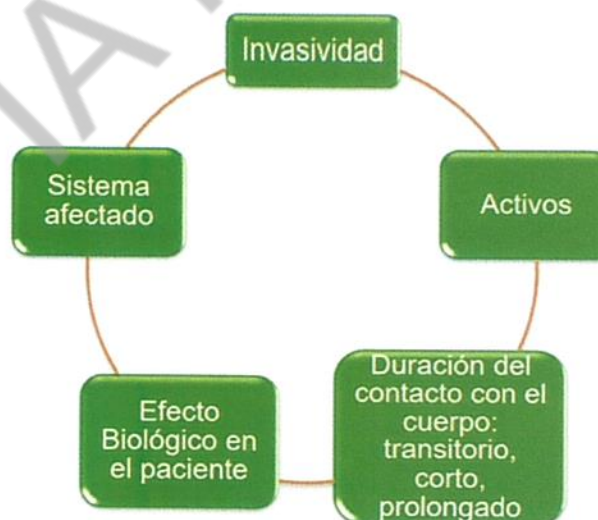 Invasividad
Activos
Duración del
contacto con el
cuerpo:
transitorio,
corto,
prolongado
Efecto
Biológico en
el paciente
Sistema
afectado